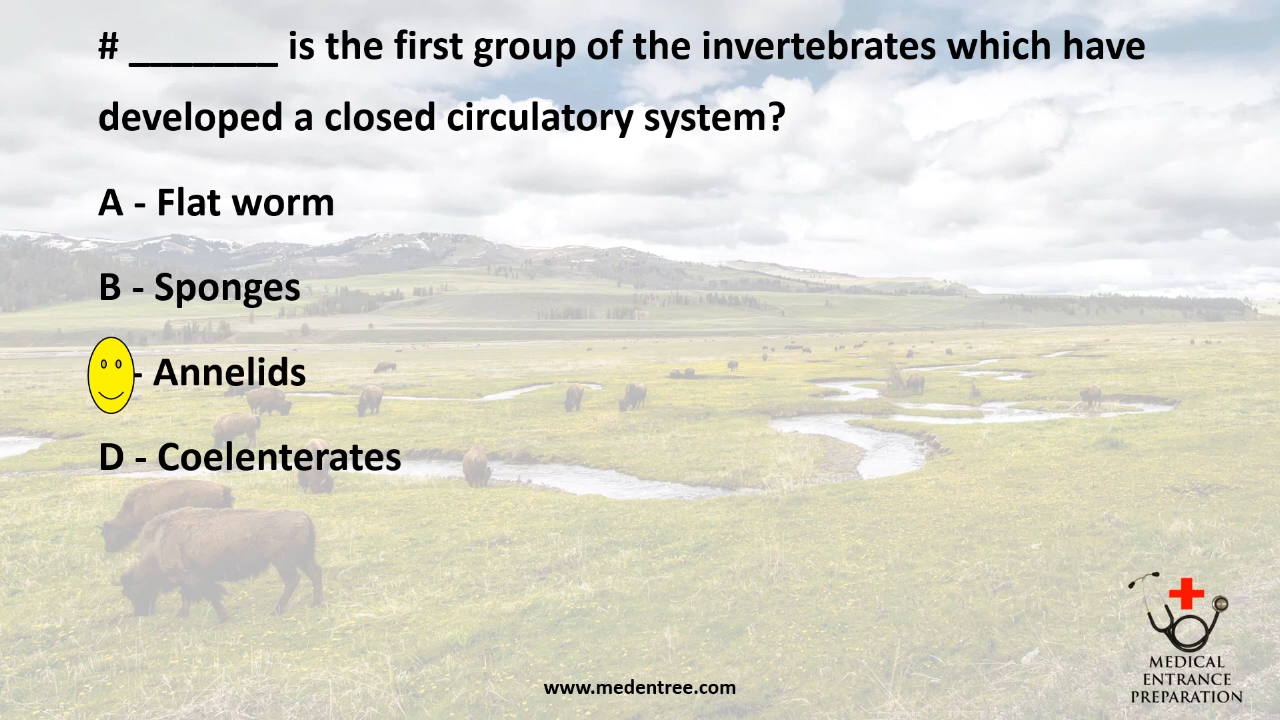 # _______ is the first group of the invertebrates which have
developed a closed circulatory system?
A - Flat worm
B - Sponges
- Annelids
D - Coelenterates
MEDICAL
ENTRANCE
PREPARATION
www.medentree.com